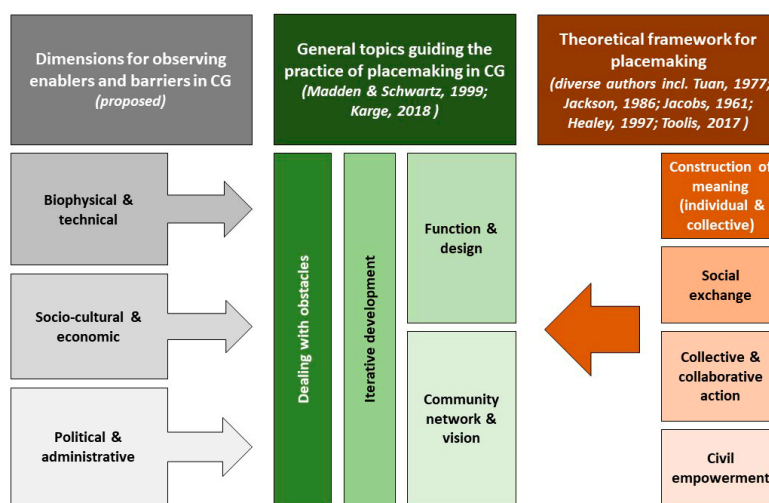 Dimensions for observing
enablers and barriers in CG
(proposed)
General topics guiding the
practice of placemaking in CG
(Madden & Schwartz, 1999;
Karge, 2018 )
Theoretical framework for
placemaking
(diverse authors incl. Tuan, 1977;
Jackson, 1986; Jacobs, 1961;
Healey, 1997; Toolis, 2017 )
Biophysical &
technical
Socio-cultural &
economic
Political &
administrative
Dealing with obstacles
Iterative development
Function &
design
Community
network &
vision
Construction of
meaning
(individual &
collective)
Social
exchange
Collective &
collaborative
action
Civil
empowerment